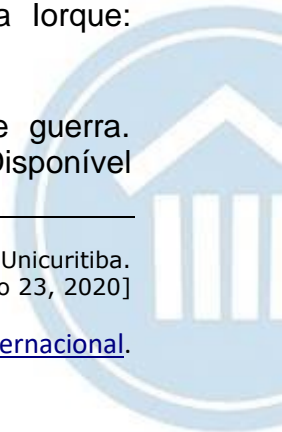 a Iorque:
e guerra.
Disponível
Unicuritiba.
o 23, 2020]
ernacional.